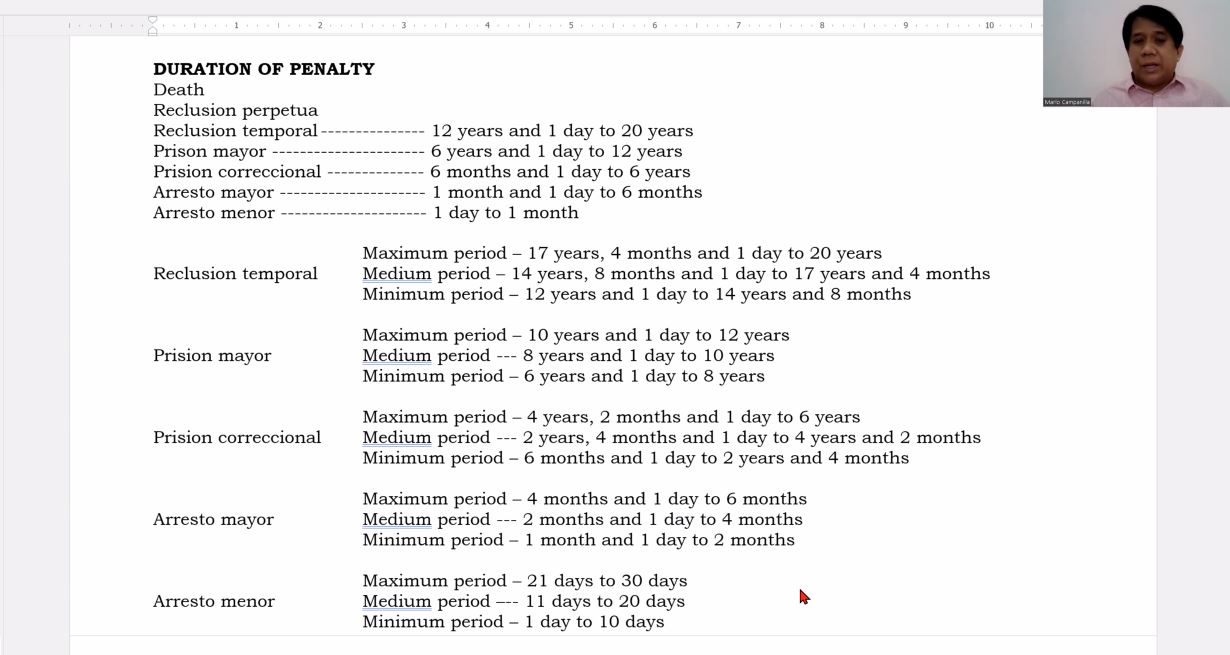 1 2 3 4 5 6 7 8 9 10
DURATION OF PENALTY
Death
Reclusion perpetua
Reclusion temporal--------------- 12 years and 1 day to 20 years
Prison mayor ---------------------- 6 years and 1 day to 12 years
Prision correccional -------------- 6 months and 1 day to 6 years
Arresto mayor --------------------- 1 month and 1 day to 6 months
Arresto menor --------------------- 1 day to 1 month
Maximum period – 17 years, 4 months and 1 day to 20 years
Reclusion temporal Medium period – 14 years, 8 months and 1 day to 17 years and 4 months
Minimum period – 12 years and 1 day to 14 years and 8 months
Maximum period – 10 years and 1 day to 12 years
Prision mayor Medium period --- 8 years and 1 day to 10 years
Minimum period – 6 years and 1 day to 8 years
Maximum period – 4 years, 2 months and 1 day to 6 years
Prision correccional Medium period --- 2 years, 4 months and 1 day to 4 years and 2 months
Minimum period – 6 months and 1 day to 2 years and 4 months
Maximum period – 4 months and 1 day to 6 months
Arresto mayor Medium period --- 2 months and 1 day to 4 months
Minimum period – 1 month and 1 day to 2 months
Maximum period – 21 days to 30 days
Arresto menor Medium period –-- 11 days to 20 days
Minimum period – 1 day to 10 days
Marlo Campanilla